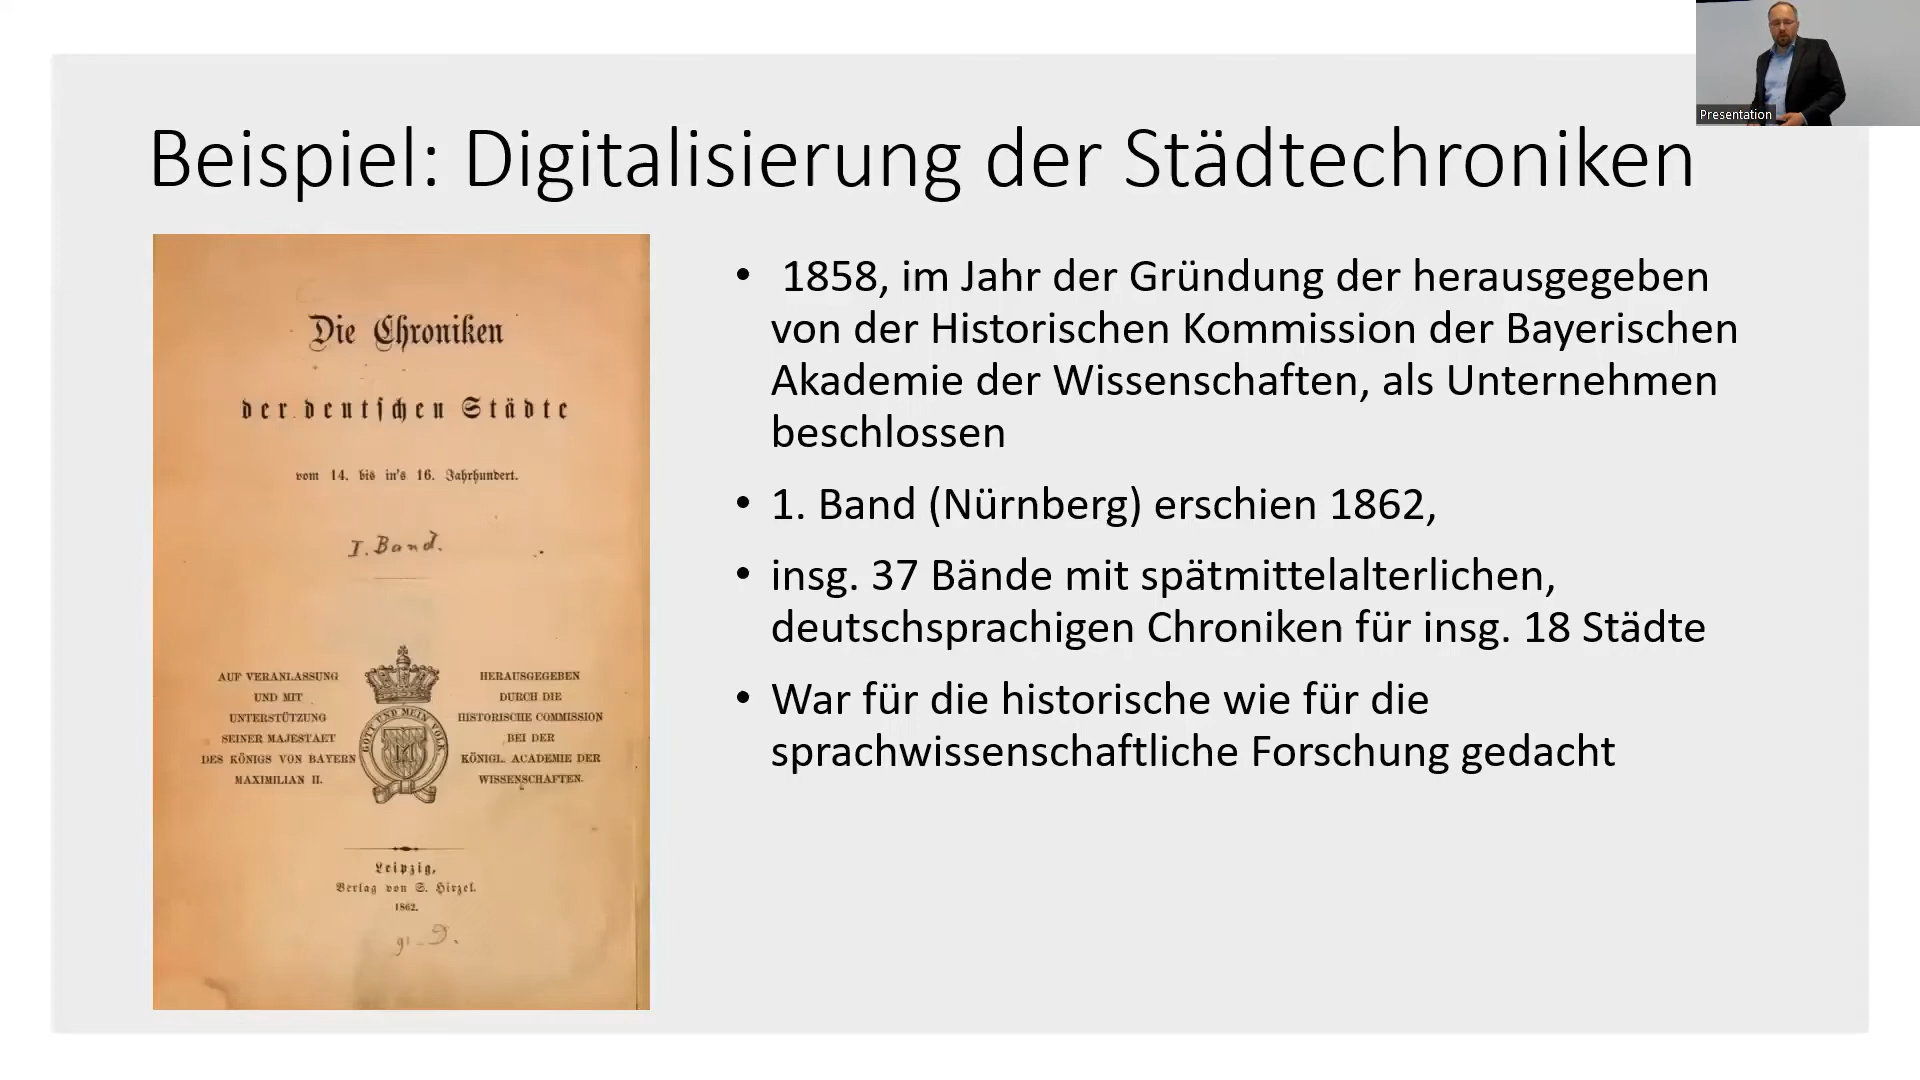 Presentation
Beispiel: Digitalisierung der Städtechroniken
Die Chroniken
der deutschen Städte
vom 14. bis in's 16. Jahrhundert.
I. Band.
AUF VERANLASSUNG
UND MIT
UNTERSTÜTZUNG
SEINER MAJESTAET
DES KÖNIGS VON BAYERN
MAXIMILIAN II.
GOTT UND MEIN VOLK
HERAUSGEGEBEN
DURCH DIE
HISTORISCHE COMMISSION
BEI DER
KÖNIGL. ACADEMIE DER
WISSENSCHAFTEN.
Leipzig,
Verlag von S. Hirzel.
1862.
• 1858, im Jahr der Gründung der herausgegeben
von der Historischen Kommission der Bayerischen
Akademie der Wissenschaften, als Unternehmen
beschlossen
• 1. Band (Nürnberg) erschien 1862,
• insg. 37 Bände mit spätmittelalterlichen,
deutschsprachigen Chroniken für insg. 18 Städte
• War für die historische wie für die
sprachwissenschaftliche Forschung gedacht